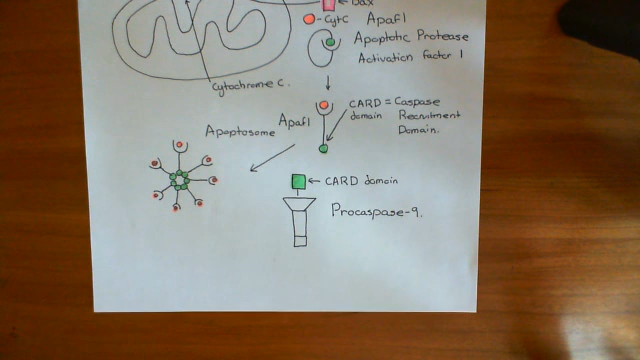 Bax
CytC Apaf1
Apoptotic Protease
Activation factor 1
Cytochrome C.
Apaf1
CARD = Caspase
domain Recruitment
Domain.
Apoptosome
CARD domain
Procaspase-9.